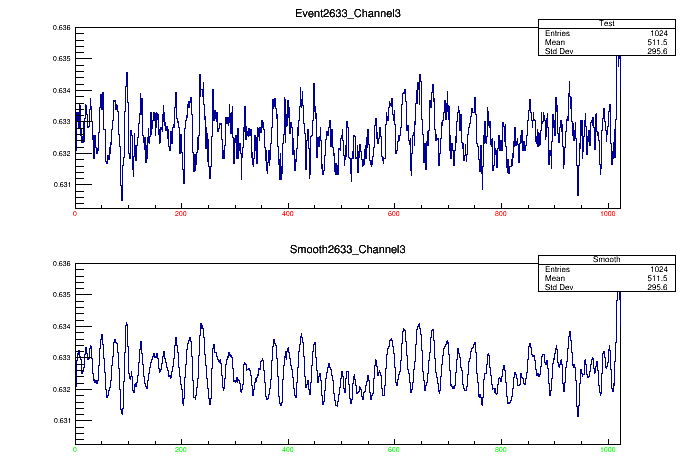 Event2633_Channel3
Test
Entries 1024
Mean 511.5
Std Dev 295.6
0.636
0.635
0.634
0.633
0.632
0.631
0 200 400 600 800 1000
Smooth2633_Channel3
Smooth
Entries 1024
Mean 511.5
Std Dev 295.6
0.636
0.635
0.634
0.633
0.632
0.631
0 200 400 600 800 1000